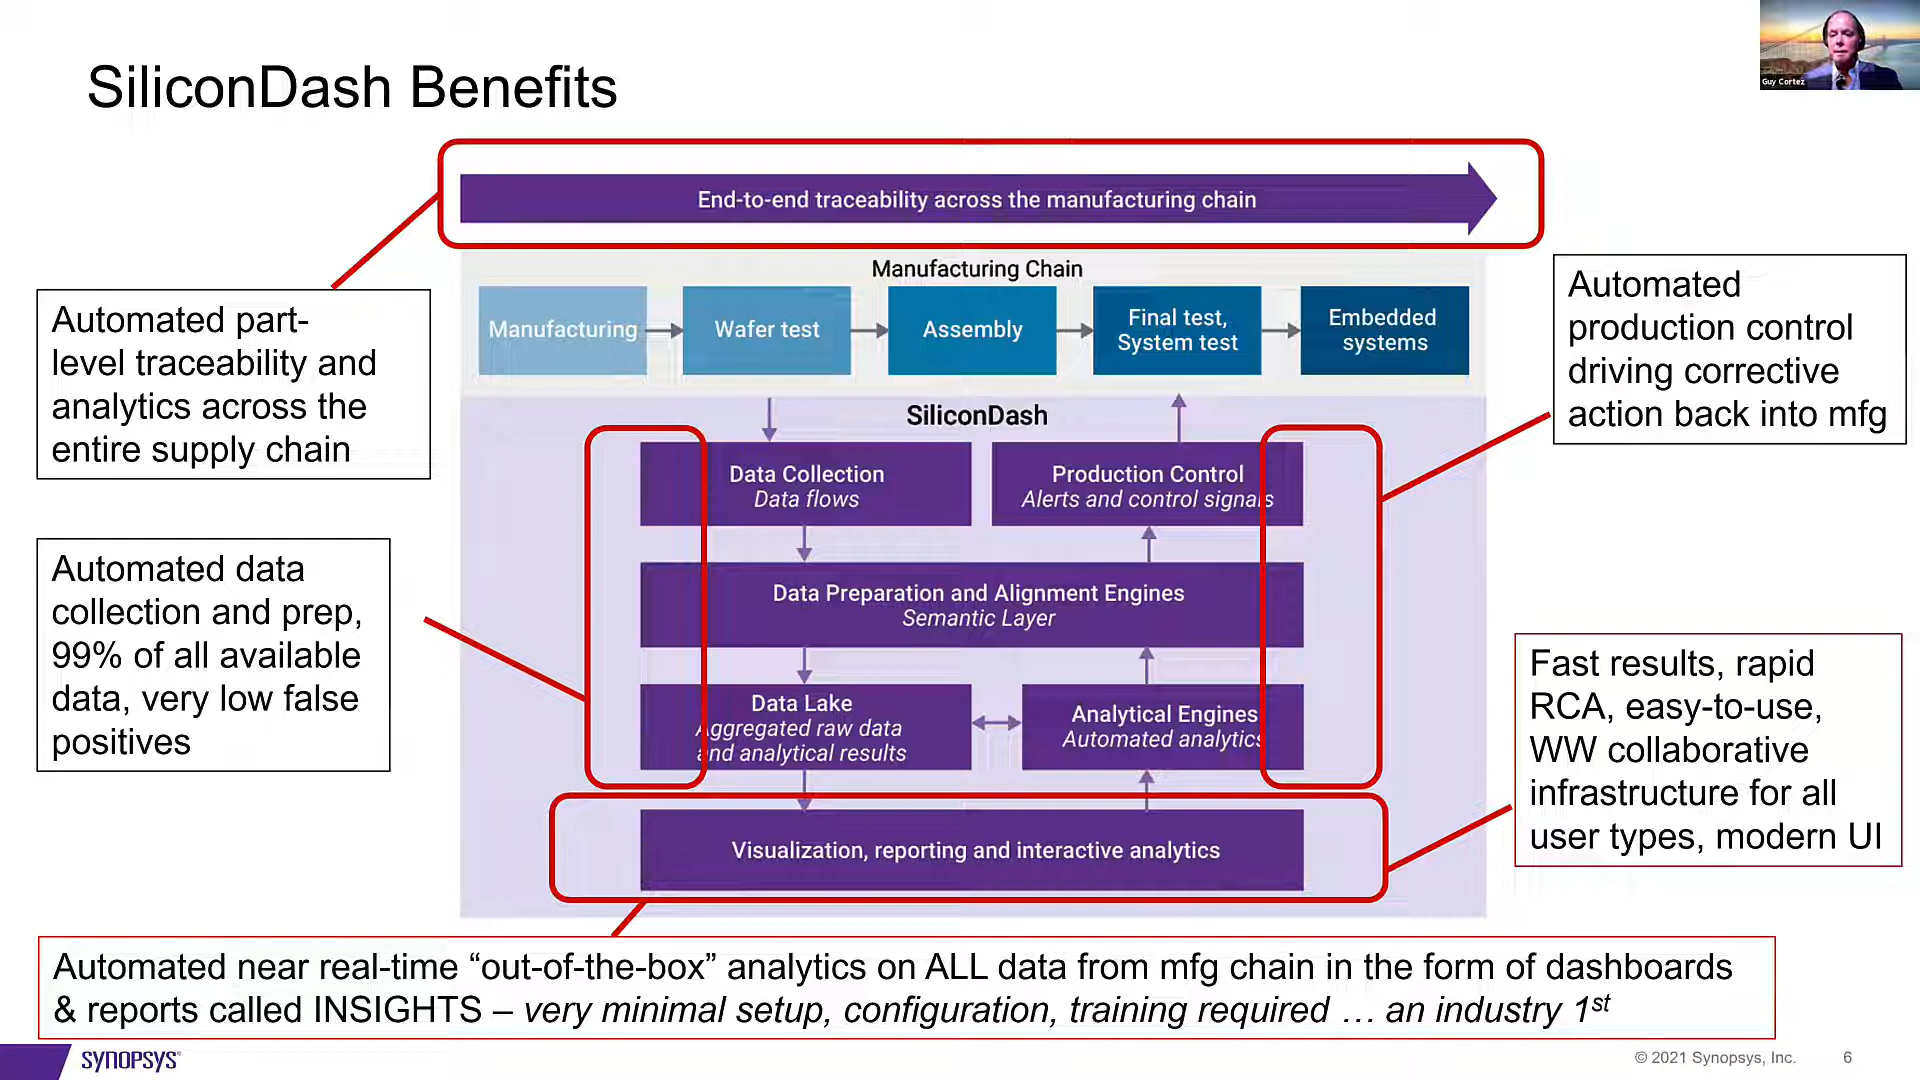 SiliconDash Benefits
Guy Cortez
End-to-end traceability across the manufacturing chain
Manufacturing Chain
Manufacturing
Wafer test
Assembly
Final test,
System test
Embedded
systems
Automated part-
level traceability and
analytics across the
entire supply chain
Automated
production control
driving corrective
action back into mfg
SiliconDash
Data Collection
Data flows
Production Control
Alerts and control signals
Automated data
collection and prep,
99% of all available
data, very low false
positives
Data Preparation and Alignment Engines
Semantic Layer
Data Lake
Aggregated raw data
and analytical results
Analytical Engines
Automated analytics
Fast results, rapid
RCA, easy-to-use,
WW collaborative
infrastructure for all
user types, modern UI
Visualization, reporting and interactive analytics
Automated near real-time “out-of-the-box” analytics on ALL data from mfg chain in the form of dashboards
& reports called INSIGHTS – very minimal setup, configuration, training required … an industry 1st
SYNOPSYS®
© 2021 Synopsys, Inc.
6